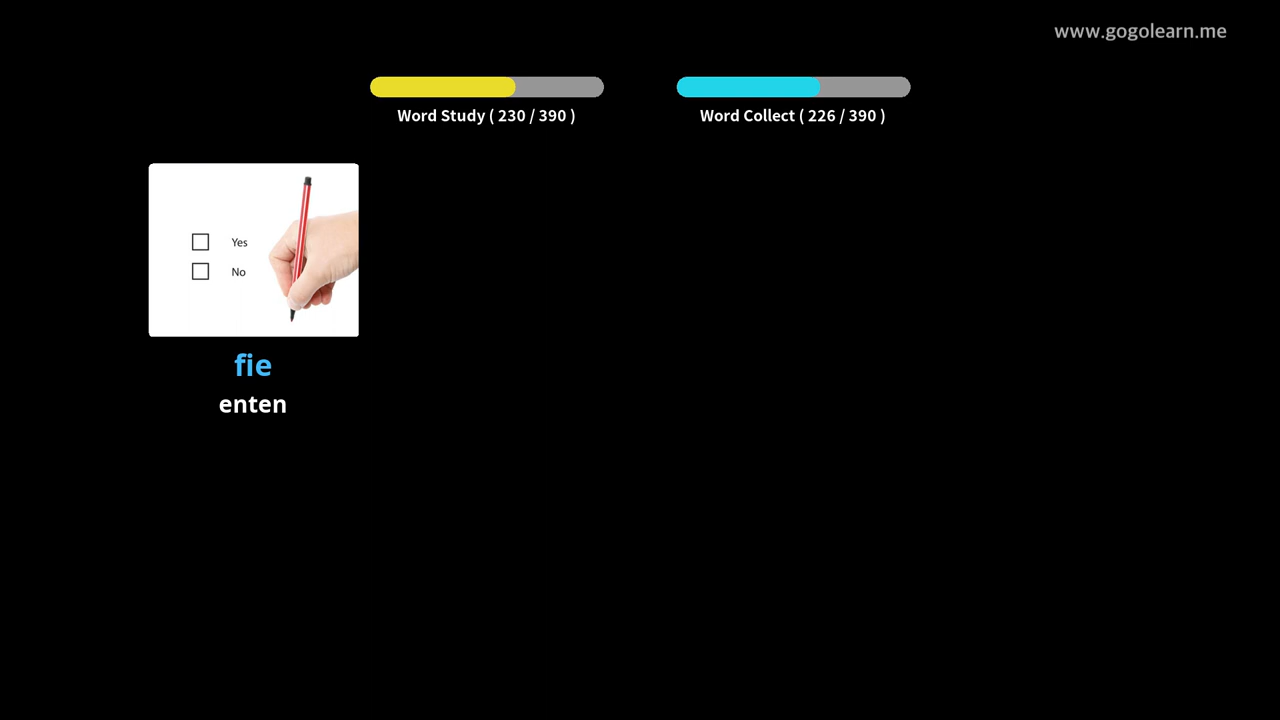 www.gogolearn.me
Word Study ( 230 / 390 )
Word Collect ( 226 / 390 )
Yes
No
fie
enten